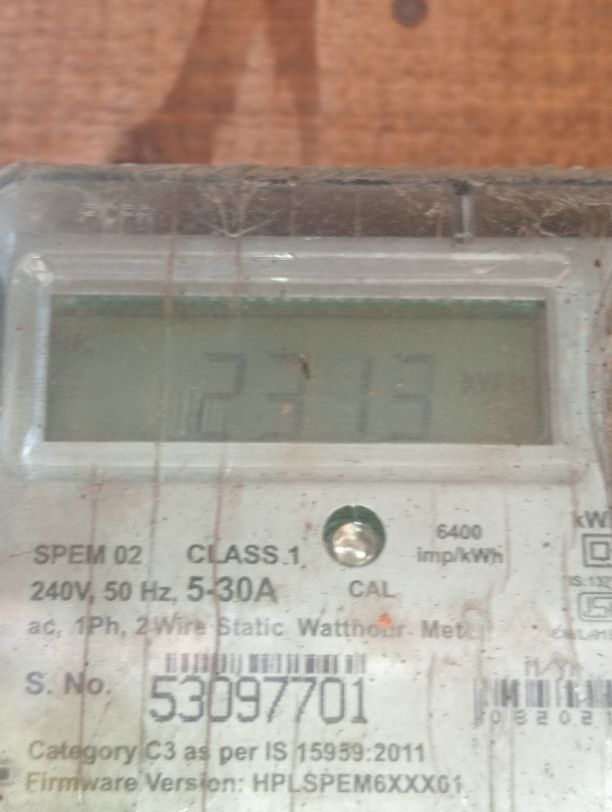 2313
SPEM 02 CLASS 1
6400
imp/kWh
240V, 50 Hz, 5-30A
CAL
ac, 1Ph, 2 Wire Static Watthour Met
S. No.
53097701
Category C3 as per IS 15959:2011
Firmware Version: HPLSPEM6XXX01